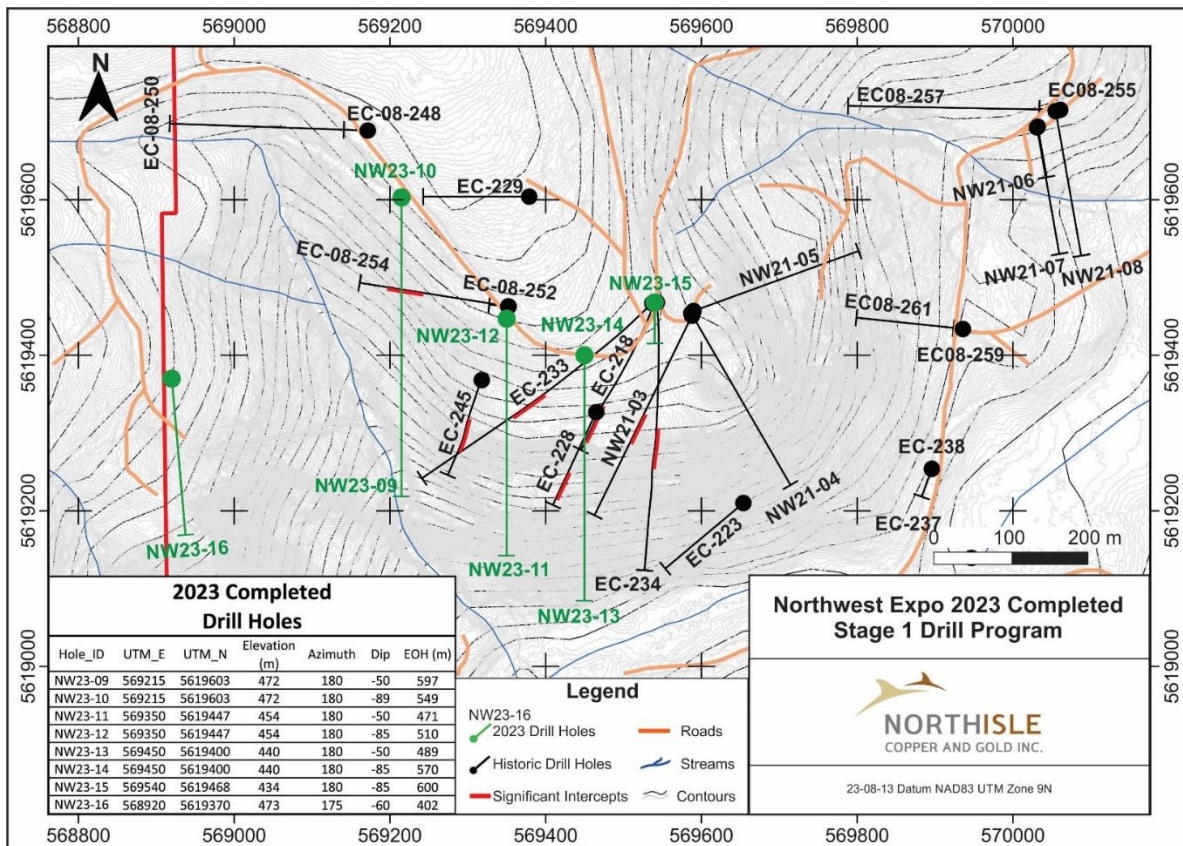 568800 569000 569200 569400 569600 569800 570000
N
EC-08-250
EC-08-248
EC08-257
EC08-255
NW23-10
EC-229
NW21-06
5619600
5619600
EC-08-254
EC-08-252
NW23-15
NW21-05
NW21-07
NW21-08
NW23-12
NW23-14
EC08-261
EC08-259
5619400
5619400
EC-233
EC-218
EC-245
NW21-03
EC-228
EC-238
NW23-09
NW21-04
5619200
5619200
EC-237
NW23-16
NW23-11
EC-223
EC-234
0 100 200 m
NW23-13
5619000
5619000
2023 Completed
Drill Holes
Hole_ID UTM_E UTM_N Elevation (m) Azimuth Dip EOH (m)
NW23-09 569215 5619603 472 180 -50 597
NW23-10 569215 5619603 472 180 -89 549
NW23-11 569350 5619447 454 180 -50 471
NW23-12 569350 5619447 454 180 -85 510
NW23-13 569450 5619400 440 180 -50 489
NW23-14 569450 5619400 440 180 -85 570
NW23-15 569540 5619468 434 180 -85 600
NW23-16 568920 5619370 473 175 -60 402
Legend
NW23-16
2023 Drill Holes
Roads
Historic Drill Holes
Streams
Significant Intercepts
Contours
Northwest Expo 2023 Completed
Stage 1 Drill Program
NORTHISLE
COPPER AND GOLD INC.
23-08-13 Datum NAD83 UTM Zone 9N
568800 569000 569200 569400 569600 569800 570000